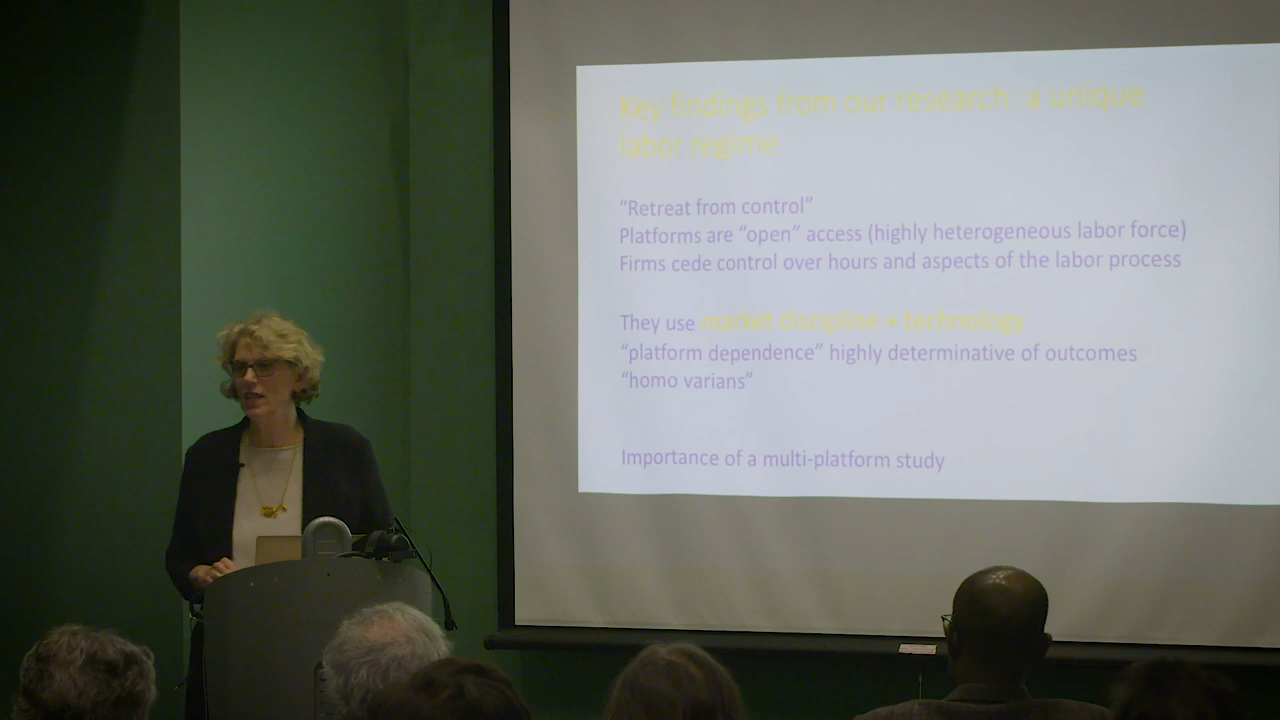 Key findings from our research: a unique
labor regime
“Retreat from control”
Platforms are “open” access (highly heterogeneous labor force)
Firms cede control over hours and aspects of the labor process
They use market discipline + technology
“platform dependence” highly determinative of outcomes
“homo varians”
Importance of a multi-platform study